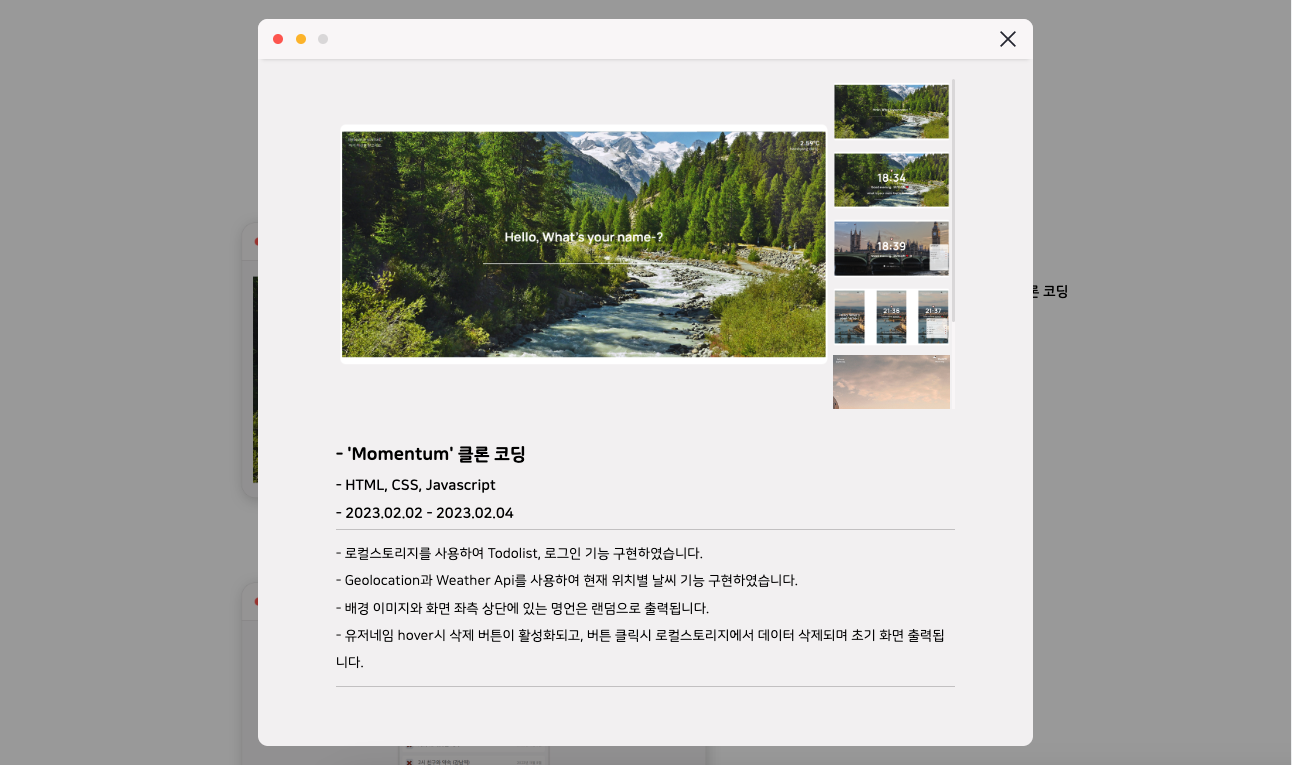 2.59°C
Hello, What's your name-?
18:34
18:39
21:36
21:37
론 코딩
- 'Momentum' 클론 코딩
- HTML, CSS, Javascript
- 2023.02.02 - 2023.02.04
- 로컬스토리지를 사용하여 Todolist, 로그인 기능 구현하였습니다.
- Geolocation과 Weather Api를 사용하여 현재 위치별 날씨 기능 구현하였습니다.
- 배경 이미지와 화면 좌측 상단에 있는 명언은 랜덤으로 출력됩니다.
- 유저네임 hover시 삭제 버튼이 활성화되고, 버튼 클릭시 로컬스토리지에서 데이터 삭제되며 초기 화면 출력됩
니다.